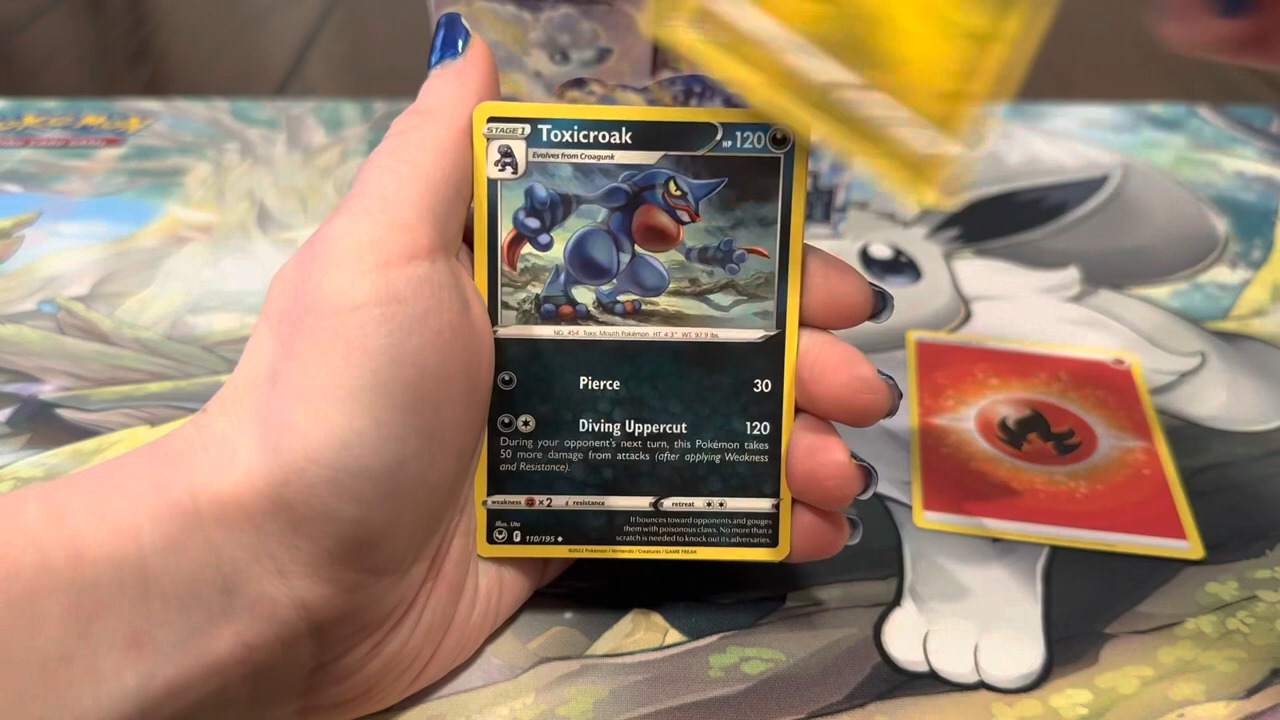 POKÉMON
STAGE 1
Toxicroak
HP 120
Evolves from Croagunk
NO. 454 Toxic Mouth Pokémon HT: 4'3" WT: 97.9 lbs.
Pierce 30
Diving Uppercut 120
During your opponent's next turn, this Pokémon takes
50 more damage from attacks (after applying Weakness
and Resistance).
weakness ×2 resistance retreat
Illus. Uta
It bounces toward opponents and gouges
them with poisonous claws. No more than a
scratch is needed to knock out its adversaries.
F 110/195
©2022 Pokémon / Nintendo / Creatures / GAME FREAK